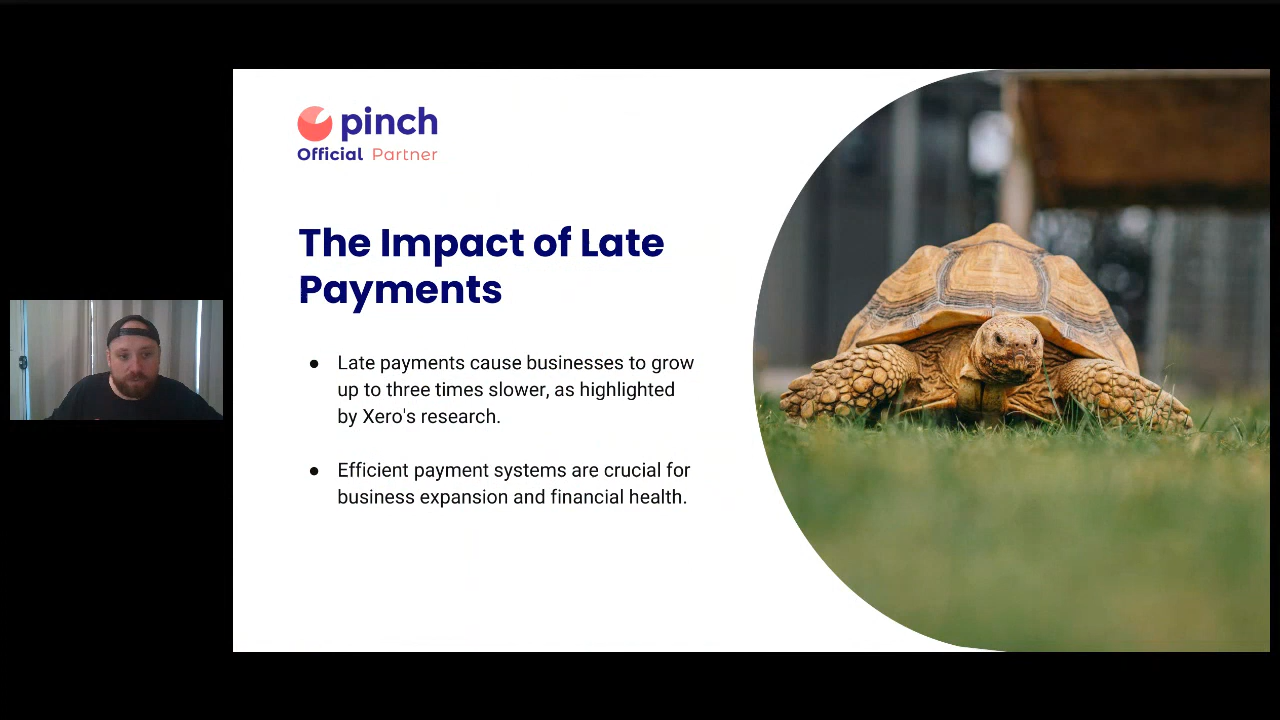 pinch
Official Partner
The Impact of Late
Payments
● Late payments cause businesses to grow
up to three times slower, as highlighted
by Xero's research.
● Efficient payment systems are crucial for
business expansion and financial health.